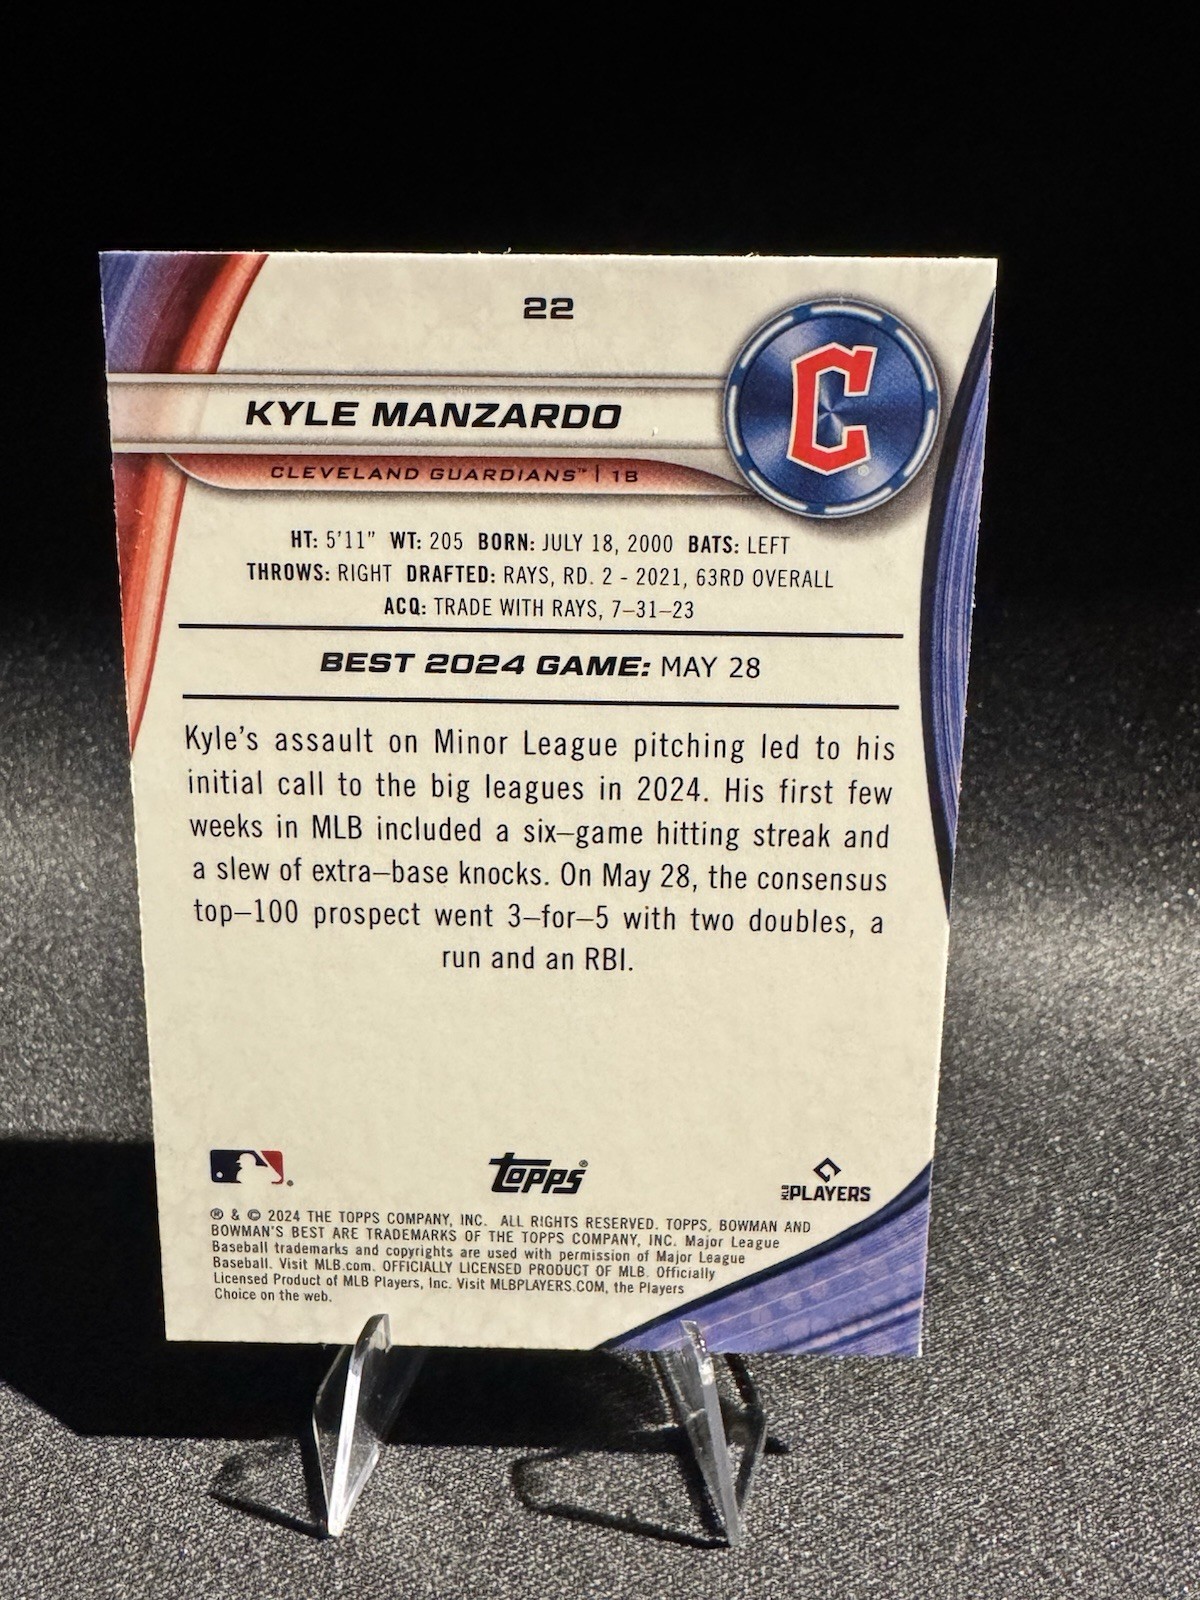 22
KYLE MANZARDO
CLEVELAND GUARDIANS™ | 1B
C
®
HT: 5'11" WT: 205 BORN: JULY 18, 2000 BATS: LEFT
THROWS: RIGHT DRAFTED: RAYS, RD. 2 - 2021, 63RD OVERALL
ACQ: TRADE WITH RAYS, 7–31–23
BEST 2024 GAME: MAY 28
Kyle's assault on Minor League pitching led to his
initial call to the big leagues in 2024. His first few
weeks in MLB included a six–game hitting streak and
a slew of extra–base knocks. On May 28, the consensus
top–100 prospect went 3–for–5 with two doubles, a
run and an RBI.
topps®
MLB PLAYERS
® & © 2024 THE TOPPS COMPANY, INC. ALL RIGHTS RESERVED. TOPPS, BOWMAN AND
BOWMAN'S BEST ARE TRADEMARKS OF THE TOPPS COMPANY, INC. Major League
Baseball trademarks and copyrights are used with permission of Major League
Baseball. Visit MLB.com. OFFICIALLY LICENSED PRODUCT OF MLB. Officially
Licensed Product of MLB Players, Inc. Visit MLBPLAYERS.COM, the Players
Choice on the web.